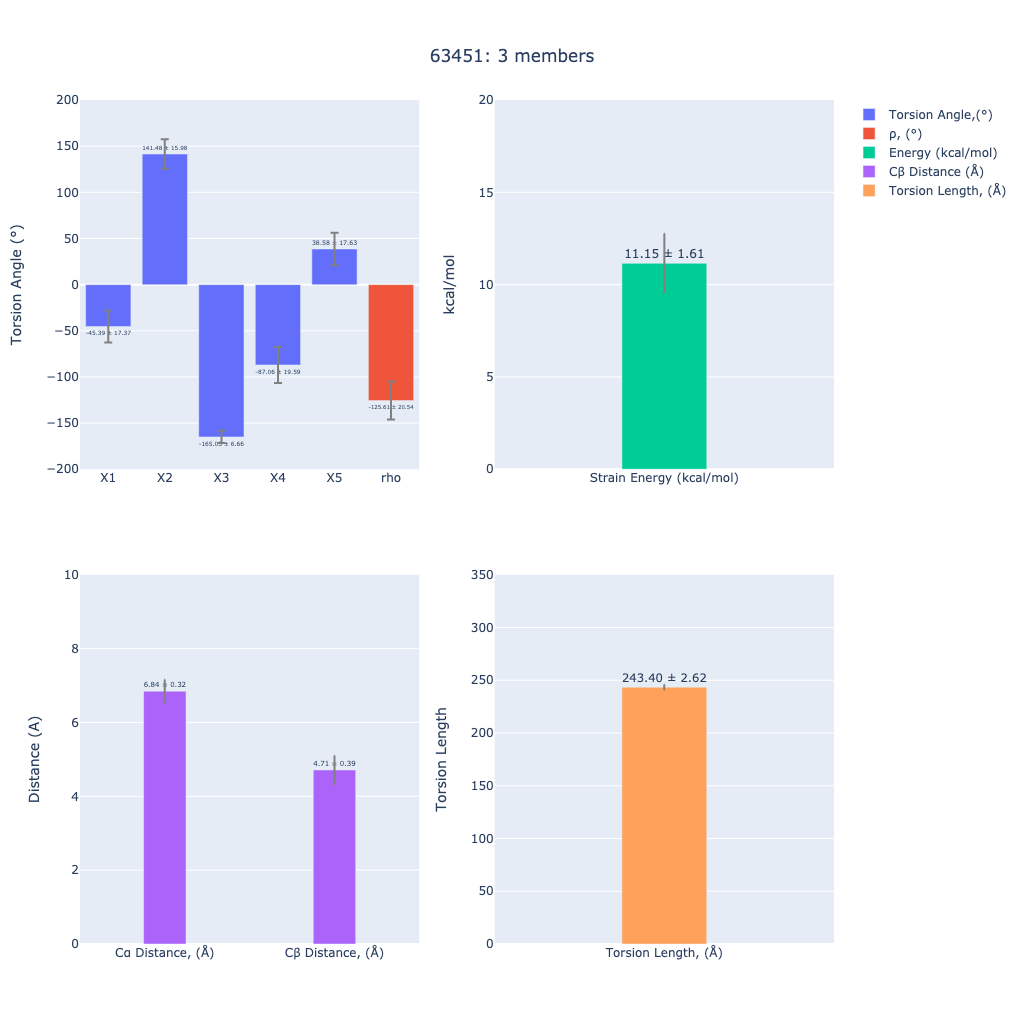 63451: 3 members
Torsion Angle (°)
200
150
100
50
0
−50
−100
−150
−200
-45.39 ± 17.37
141.48 ± 15.98
-87.06 ± 19.59
38.58 ± 17.63
-125.61 ± 20.54
X1 X2 X3 X4 X5 rho
kcal/mol
20
15
10
5
0
11.15 ± 1.61
Strain Energy (kcal/mol)
Torsion Angle,(°)
ρ, (°)
Energy (kcal/mol)
Cβ Distance (Å)
Torsion Length, (Å)
Distance (A)
10
8
6
4
2
0
6.84 ± 0.32
4.71 ± 0.39
Cα Distance, (Å) Cβ Distance, (Å)
Torsion Length
350
300
250
200
150
100
50
0
243.40 ± 2.62
Torsion Length, (Å)